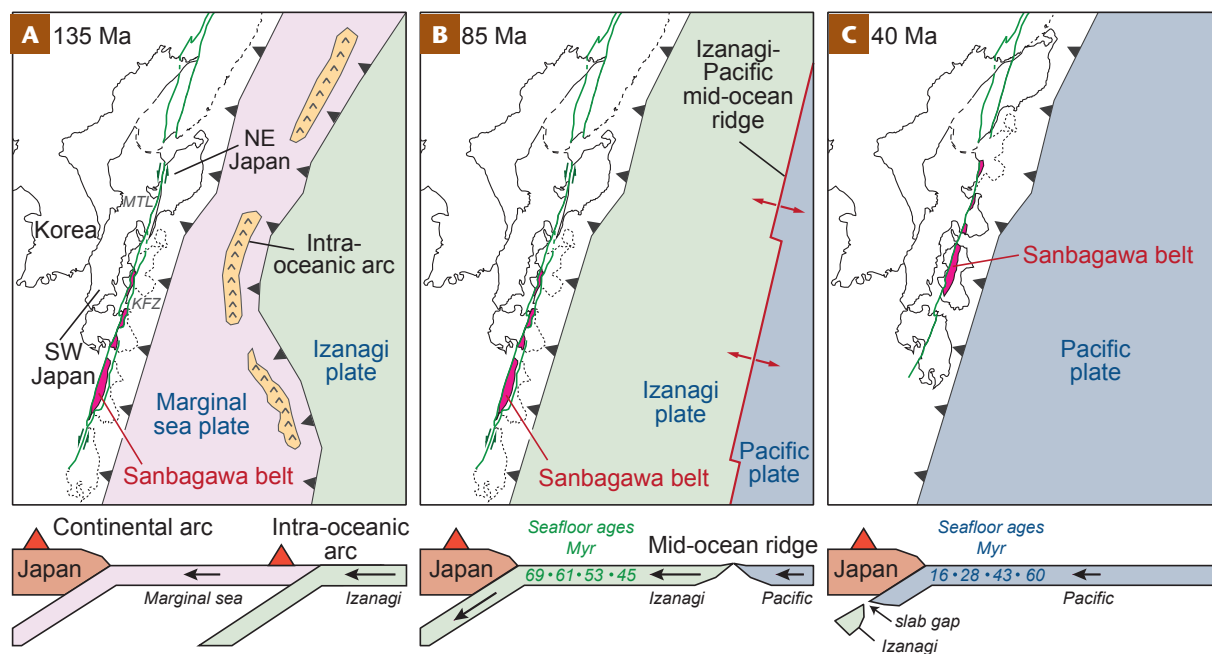 A 135 Ma
NE
Japan
MTL
Korea
Intra-
oceanic arc
KFZ
SW
Japan
Izanagi
plate
Marginal
sea plate
Sanbagawa belt
Continental arc
Intra-oceanic
arc
Japan
Marginal sea
Izanagi
B 85 Ma
Izanagi-
Pacific
mid-ocean
ridge
Izanagi
plate
Pacific
plate
Sanbagawa belt
Seafloor ages
Myr
Mid-ocean ridge
Japan
69 • 61 • 53 • 45
Izanagi
Pacific
C 40 Ma
Sanbagawa belt
Pacific
plate
Seafloor ages
Myr
Japan
16 • 28 • 43 • 60
Pacific
slab gap
Izanagi